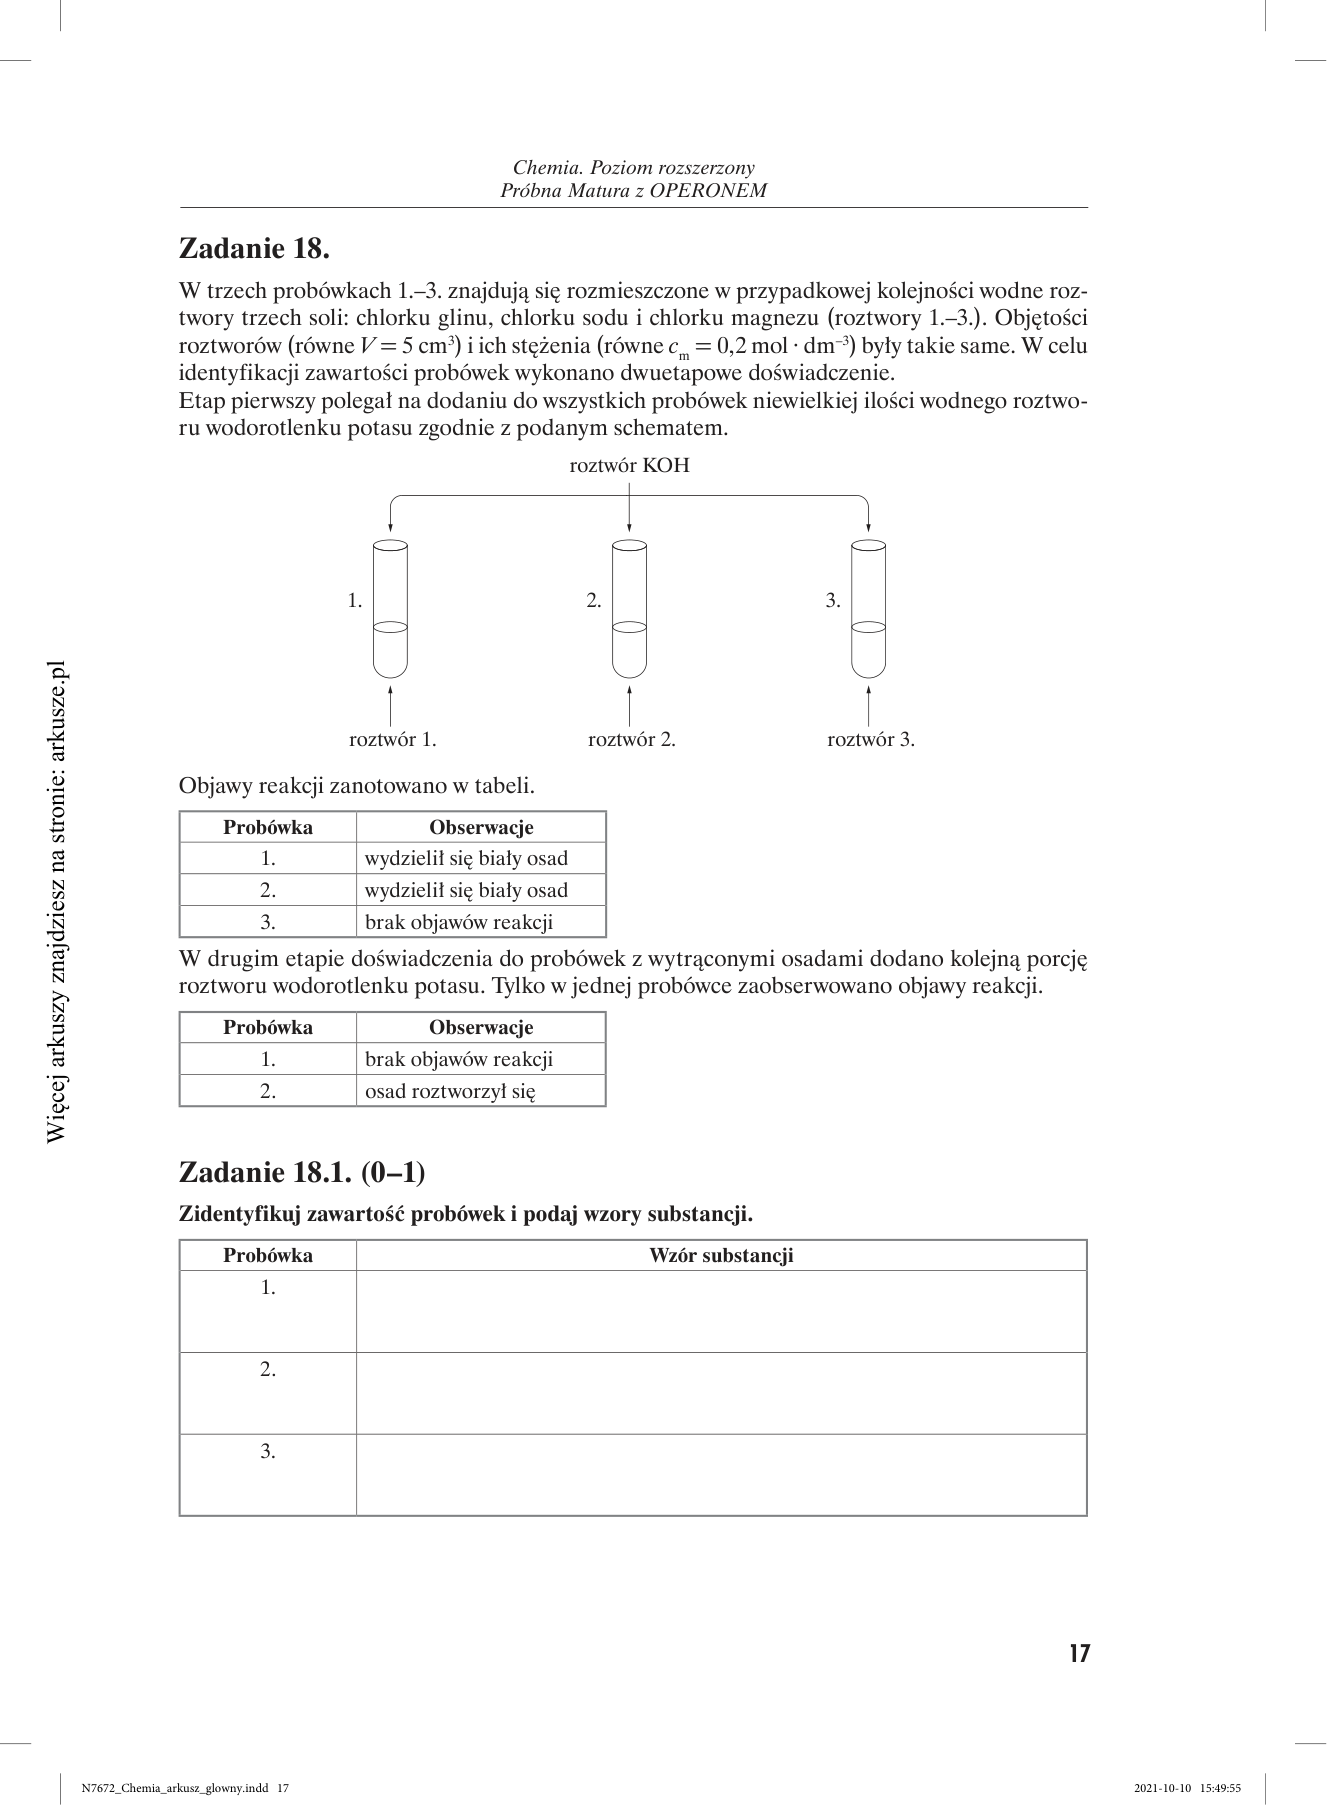 Chemia. Poziom rozszerzony
Próbna Matura z OPERONEM
Zadanie 18.
W trzech probówkach 1.–3. znajdują się rozmieszczone w przypadkowej kolejności wodne roz-
twory trzech soli: chlorku glinu, chlorku sodu i chlorku magnezu (roztwory 1.–3.). Objętości
roztworów (równe V = 5 cm³) i ich stężenia (równe cₘ = 0,2 mol · dm⁻³) były takie same. W celu
identyfikacji zawartości probówek wykonano dwuetapowe doświadczenie.
Etap pierwszy polegał na dodaniu do wszystkich probówek niewielkiej ilości wodnego roztwo-
ru wodorotlenku potasu zgodnie z podanym schematem.
roztwór KOH
1.
2.
3.
roztwór 1.
roztwór 2.
roztwór 3.
Objawy reakcji zanotowano w tabeli.
Probówka Obserwacje
1. wydzielił się biały osad
2. wydzielił się biały osad
3. brak objawów reakcji
W drugim etapie doświadczenia do probówek z wytrąconymi osadami dodano kolejną porcję
roztworu wodorotlenku potasu. Tylko w jednej probówce zaobserwowano objawy reakcji.
Probówka Obserwacje
1. brak objawów reakcji
2. osad roztworzył się
Zadanie 18.1. (0–1)
Zidentyfikuj zawartość probówek i podaj wzory substancji.
Probówka Wzór substancji
1.
2.
3.
17
Więcej arkuszy znajdziesz na stronie: arkusze.pl
N7672_Chemia_arkusz_glowny.indd 17
2021-10-10 15:49:55